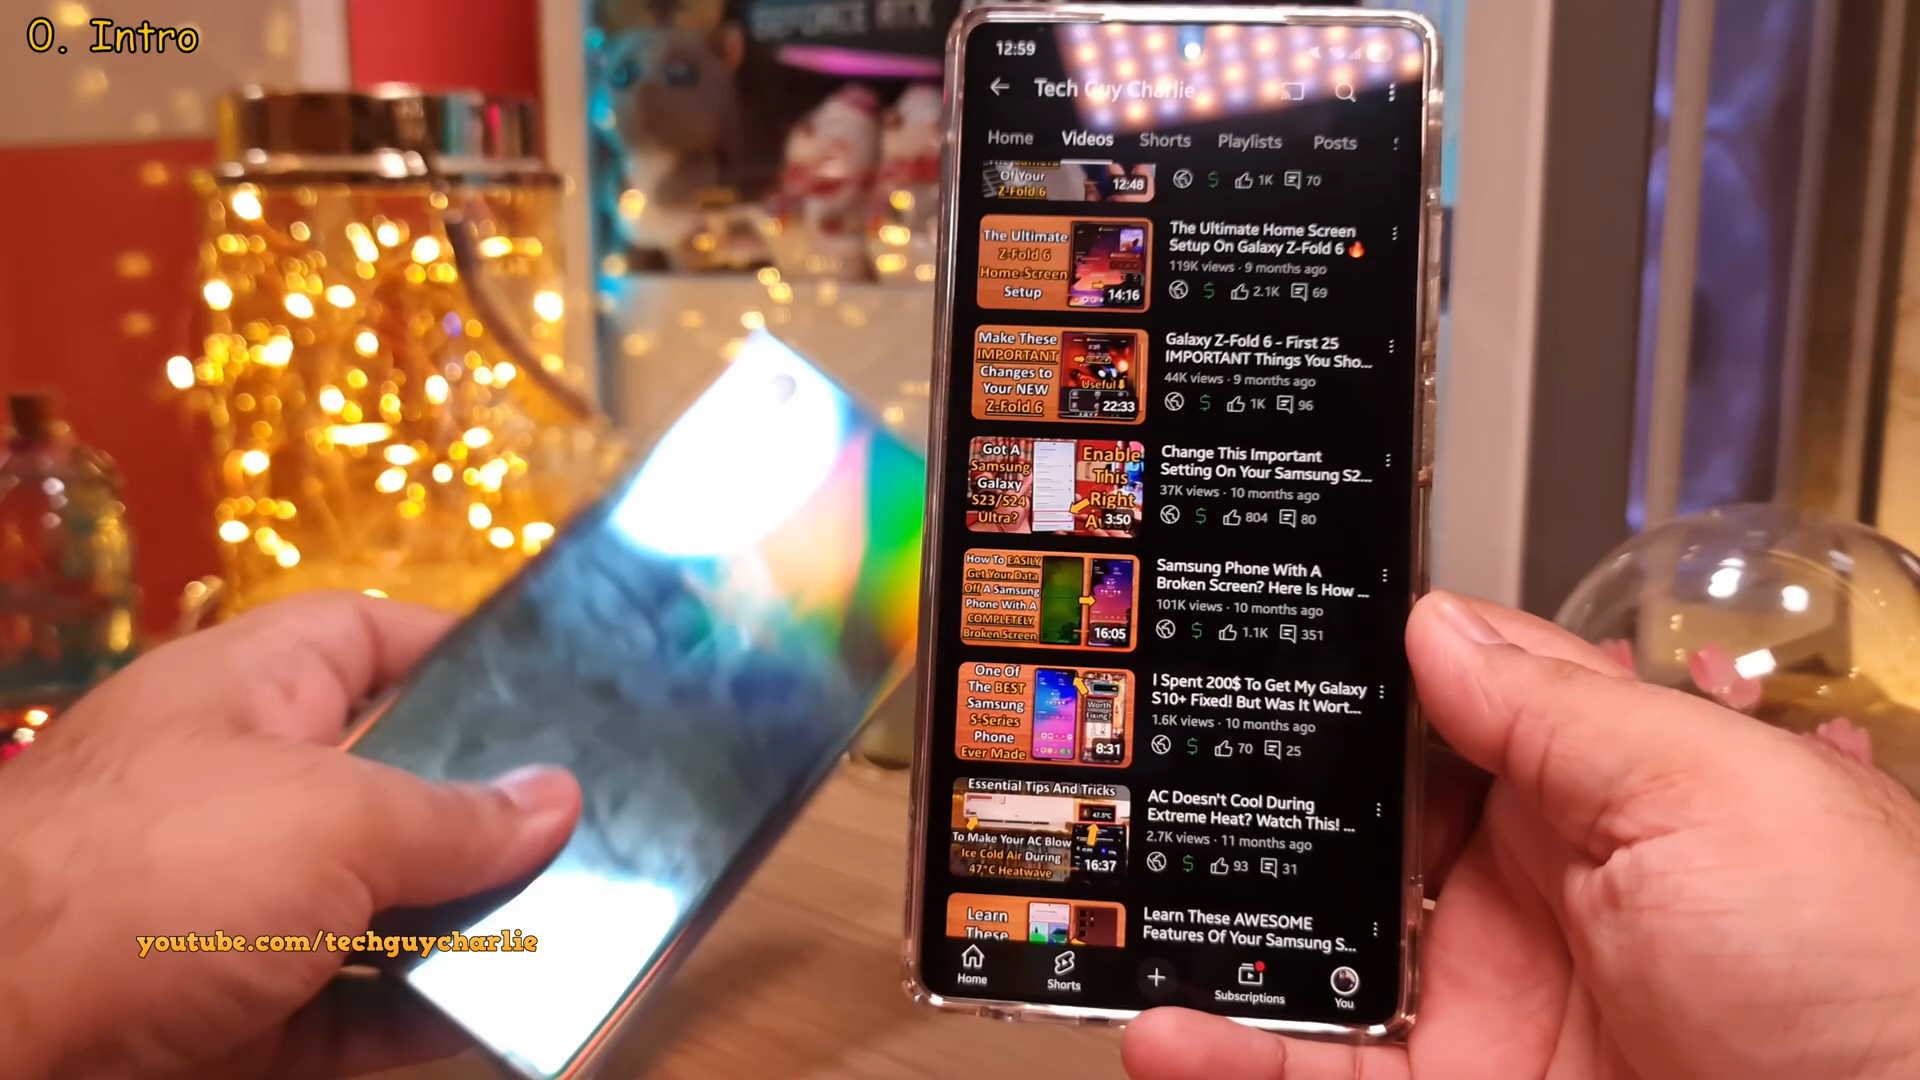 0. Intro
GEFORCE RTX
12:59
Tech Guy Charlie
Home Videos Shorts Playlists Posts
Of Your
Z-Fold 6
12:48
1K 70
The Ultimate
Z-Fold 6
Home-Screen
Setup
14:16
The Ultimate Home Screen
Setup On Galaxy Z-Fold 6 🔥
119K views · 9 months ago
2.1K 69
Make These
IMPORTANT
Changes to
Your NEW
Z-Fold 6
Useful
22:33
Galaxy Z-Fold 6 - First 25
IMPORTANT Things You Sho...
44K views · 9 months ago
1K 96
Got A
Samsung
Galaxy
S23/S24
Ultra?
Enable
This
Right
3:50
Change This Important
Setting On Your Samsung S2...
37K views · 10 months ago
804 80
How To EASILY
Get Your Data
Off A Samsung
Phone With A
COMPLETELY
Broken Screen
16:05
Samsung Phone With A
Broken Screen? Here Is How ...
101K views · 10 months ago
1.1K 351
One Of
The BEST
Samsung
S-Series
Phone
Ever Made
Worth
Fixing?
8:31
I Spent 200$ To Get My Galaxy
S10+ Fixed! But Was It Wort...
1.6K views · 10 months ago
70 25
Essential Tips And Tricks
47.5°C
To Make Your AC Blow
Ice Cold Air During
47°C Heatwave
16:37
AC Doesn't Cool During
Extreme Heat? Watch This! ...
2.7K views · 11 months ago
93 31
Learn
These
Learn These AWESOME
Features Of Your Samsung S...
Home Shorts Subscriptions You
youtube.com/techguycharlie